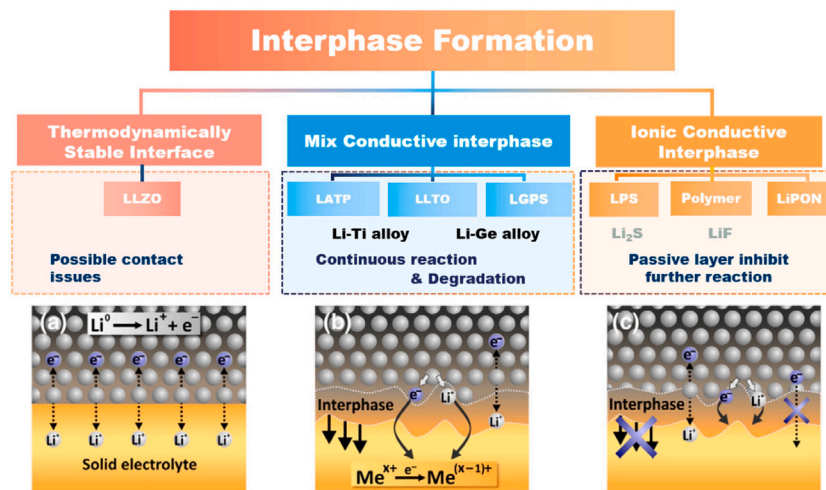 Interphase Formation
Thermodynamically
Stable Interface
Mix Conductive interphase
Ionic Conductive
Interphase
LLZO
LATP
LLTO
LGPS
LPS
Polymer
LiPON
Li-Ti alloy
Li-Ge alloy
Li₂S
LiF
Possible contact
issues
Continuous reaction
& Degradation
Passive layer inhibit
further reaction
(a)
Li⁰ → Li⁺ + e⁻
e⁻ e⁻ e⁻ e⁻ e⁻
Li⁺ Li⁺ Li⁺ Li⁺ Li⁺
Solid electrolyte
(b)
e⁻
e⁻ Li⁺
Interphase
Li⁺
Meˣ⁺ e⁻→ Me⁽ˣ⁻¹⁾⁺
(c)
e⁻
e⁻
e⁻ Li⁺
Interphase
Li⁺